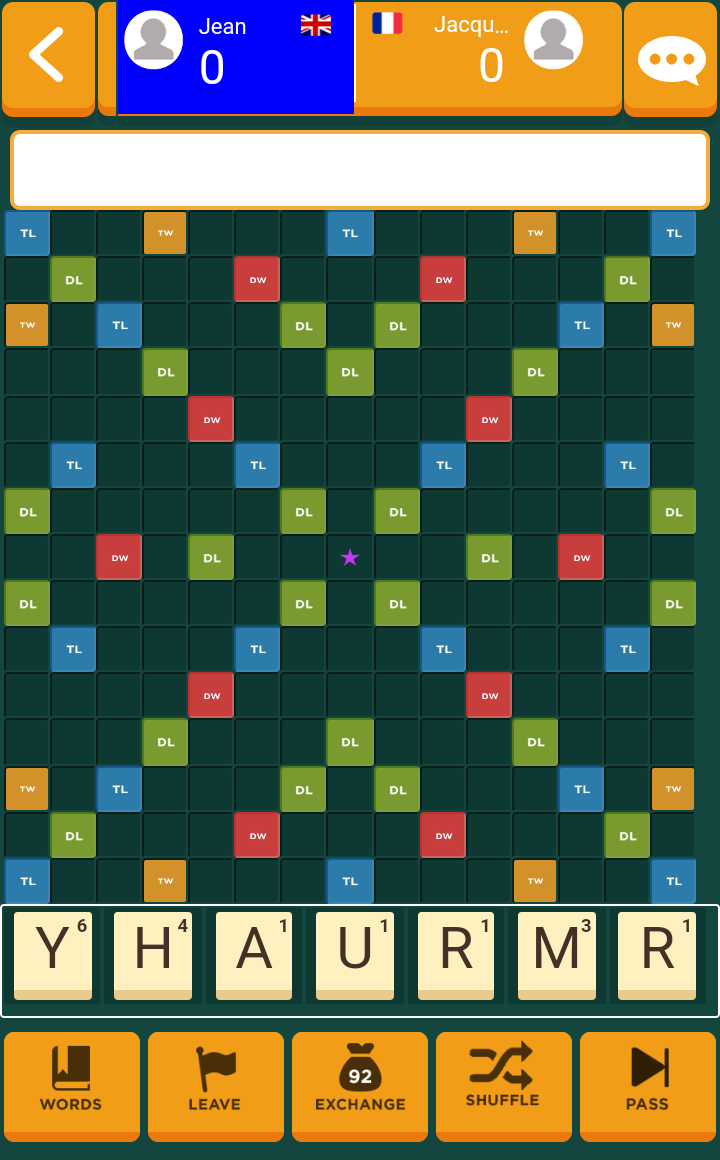 Jean Jacqu...
0 0
TL TW TL TW TL
DL DW DW DL
TW TL DL DL TL TW
DL DL DL
DW DW
TL TL TL TL
DL DL DL DL
DW DL DL DW
DL DL DL DL
TL TL TL TL
DW DW
DL DL DL
TW TL DL DL TL TW
DL DW DW DL
TL TW TL TW TL
Y6 H4 A1 U1 R1 M3 R1
92
WORDS LEAVE EXCHANGE SHUFFLE PASS